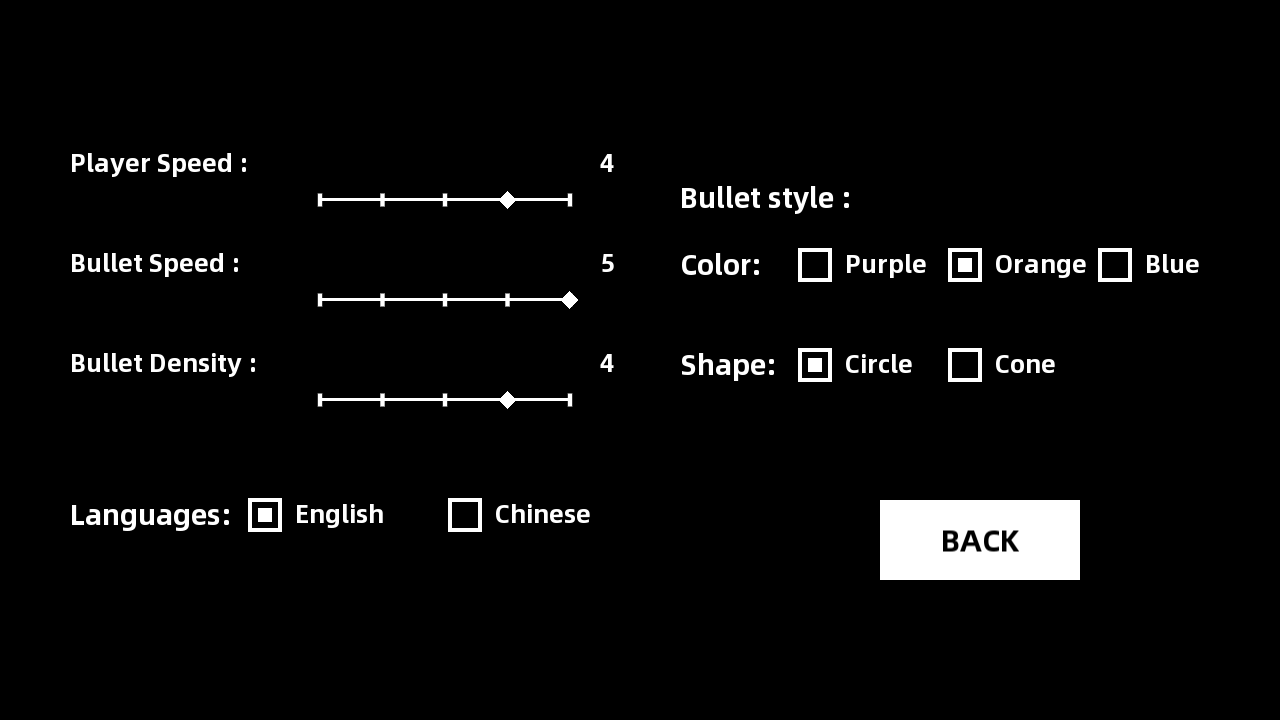 Player Speed : 4
Bullet Speed : 5
Bullet Density : 4
Languages: English Chinese
Bullet style :
Color: Purple Orange Blue
Shape: Circle Cone
BACK